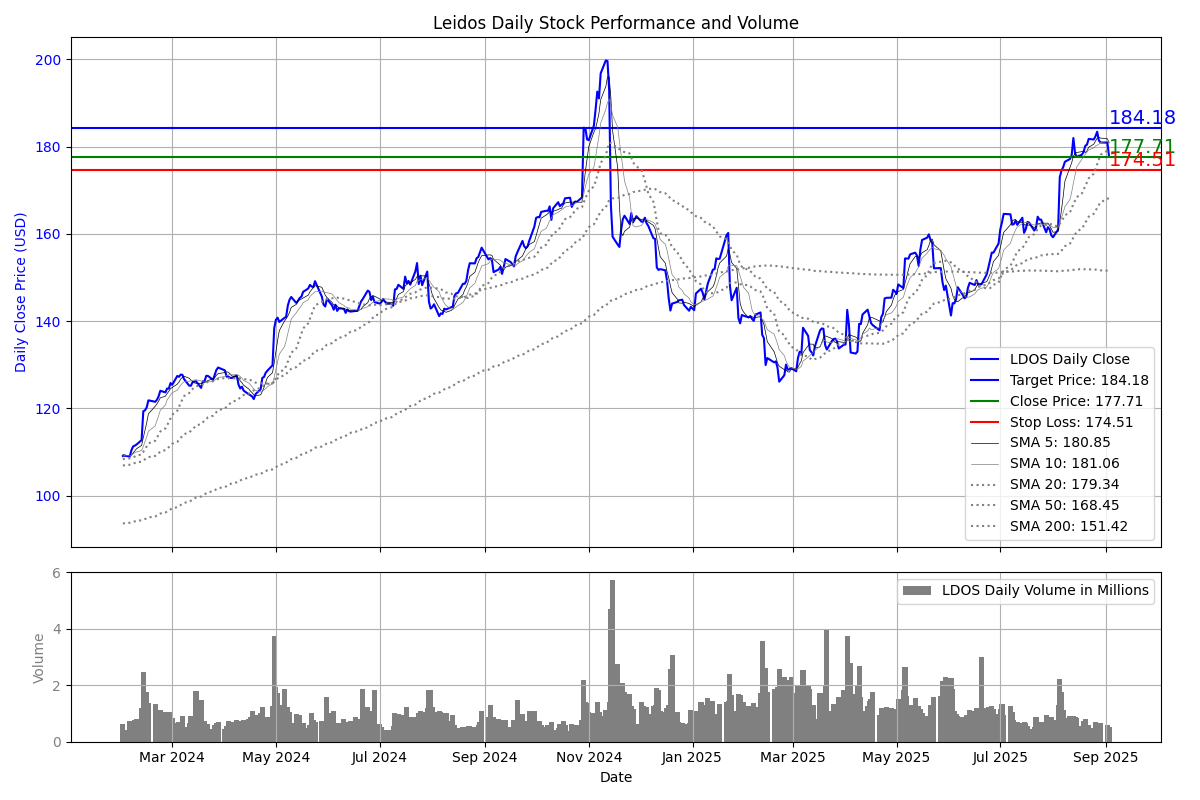 Leidos Daily Stock Performance and Volume
Daily Close Price (USD)
200
180
160
140
120
100
184.18
177.71
174.51
LDOS Daily Close
Target Price: 184.18
Close Price: 177.71
Stop Loss: 174.51
SMA 5: 180.85
SMA 10: 181.06
SMA 20: 179.34
SMA 50: 168.45
SMA 200: 151.42
Volume
6
4
2
0
LDOS Daily Volume in Millions
Mar 2024
May 2024
Jul 2024
Sep 2024
Nov 2024
Jan 2025
Mar 2025
May 2025
Jul 2025
Sep 2025
Date